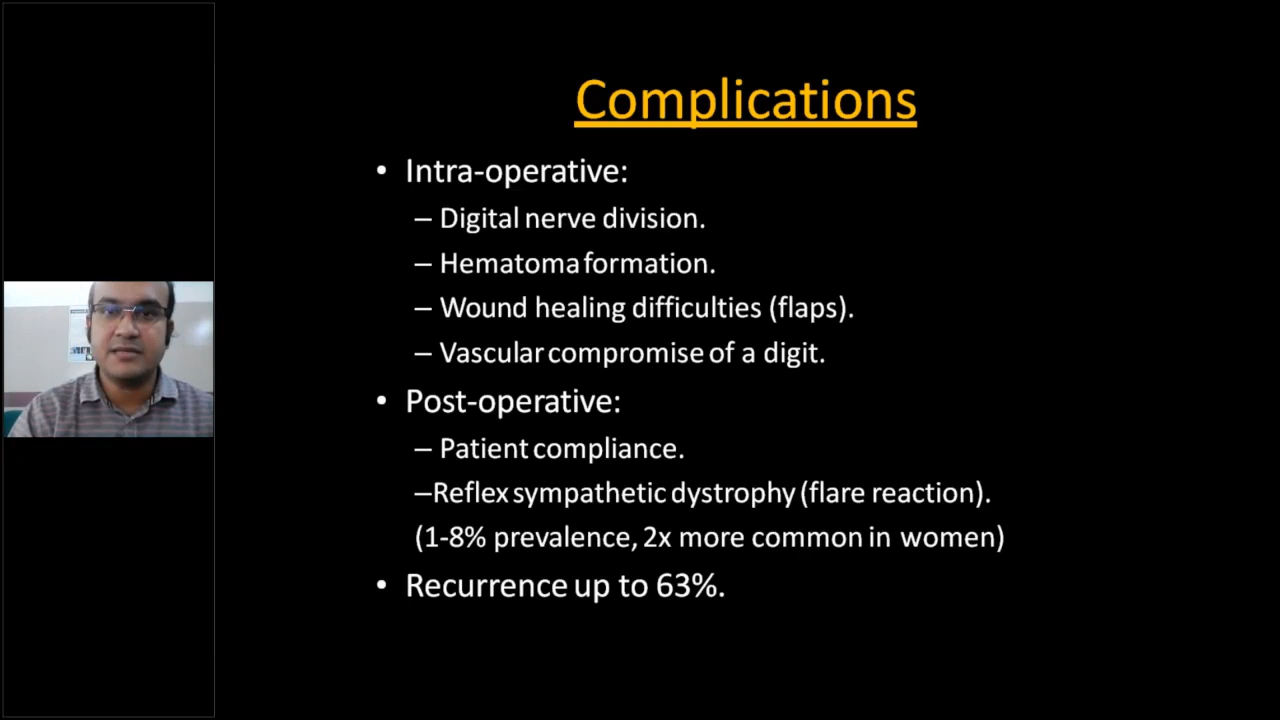 Complications
• Intra-operative:
– Digital nerve division.
– Hematoma formation.
– Wound healing difficulties (flaps).
– Vascular compromise of a digit.
• Post-operative:
– Patient compliance.
–Reflex sympathetic dystrophy (flare reaction).
(1-8% prevalence, 2x more common in women)
• Recurrence up to 63%.